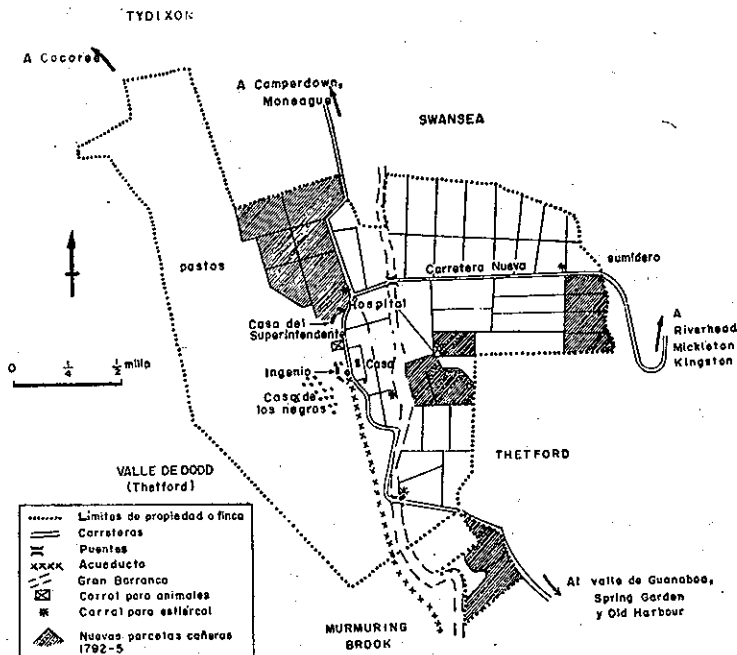 TYDIXON
A Cocoree
A Camperdown,
Moneague
SWANSEA
pastos
Carretera Nueva
sumidero
Hospital
Casa del
Superintendente
A
Riverhead
Mickleton
Kingston
0 1/4 1/2 milla
Ingenio
Casa
Casa de
los negros
VALLE DE DODD
(Thetford)
THETFORD
Límites de propiedad o finca
Carreteras
Puentes
Acueducto
Gran Barranco
Corral para animales
Corral para estiércol
Nuevas parcelas cañeras
1792-5
Al valle de Guanaboa,
Spring Garden
y Old Harbour
MURMURING
BROOK